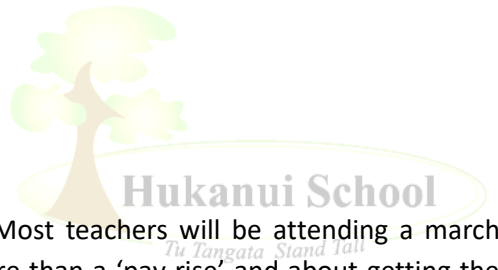 Hukanui School
Most teachers will be attending a march
Tu Tangata Stand Tall
re than a ‘pay rise’ and about getting the